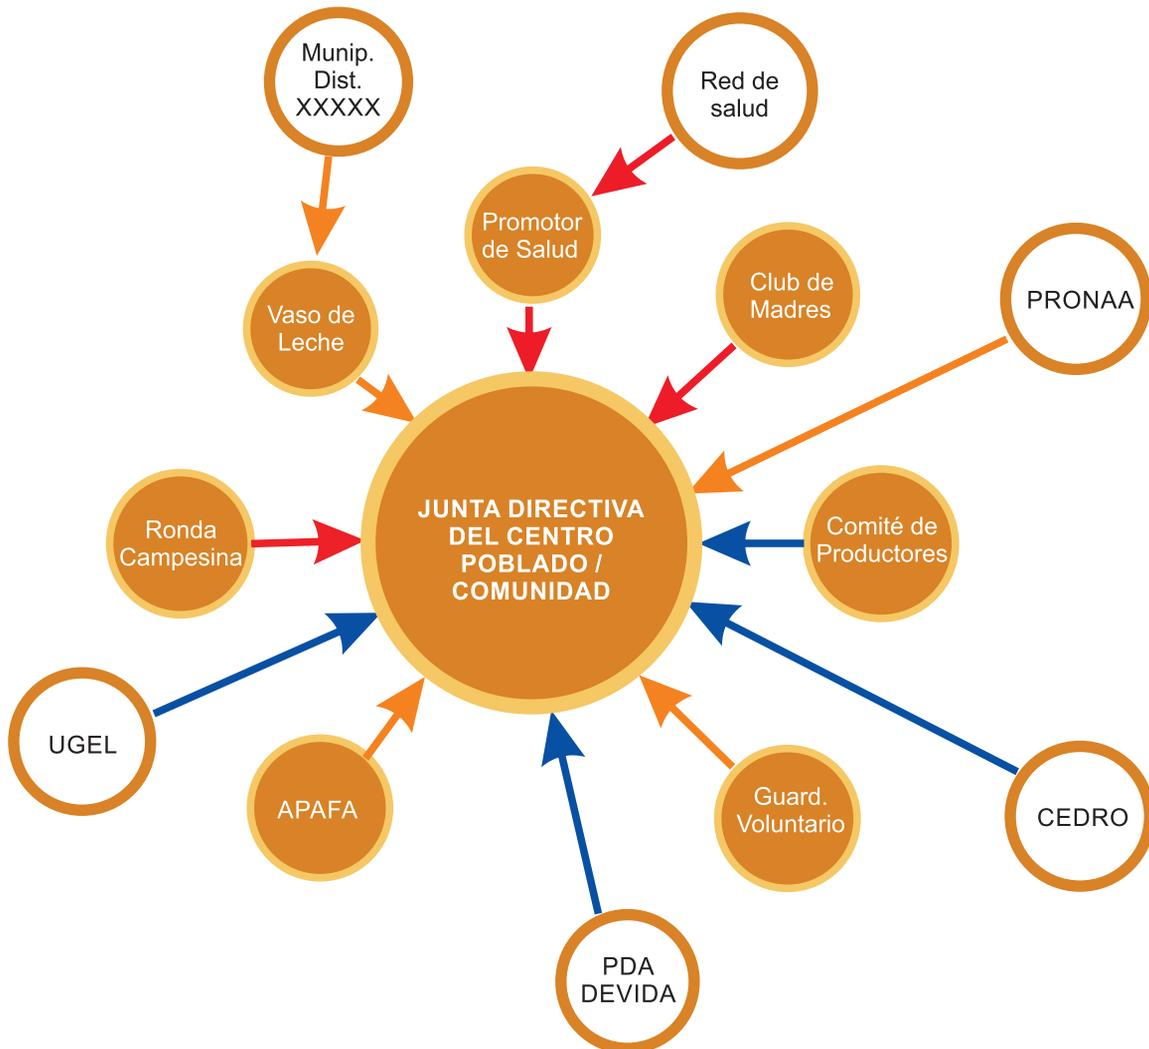 Munip.
Dist.
XXXXX
Red de
salud
Promotor
de Salud
Club de
Madres
PRONAA
Vaso de
Leche
JUNTA DIRECTIVA
DEL CENTRO
POBLADO /
COMUNIDAD
Ronda
Campesina
Comité de
Productores
UGEL
APAFA
Guard.
Voluntario
CEDRO
PDA
DEVIDA